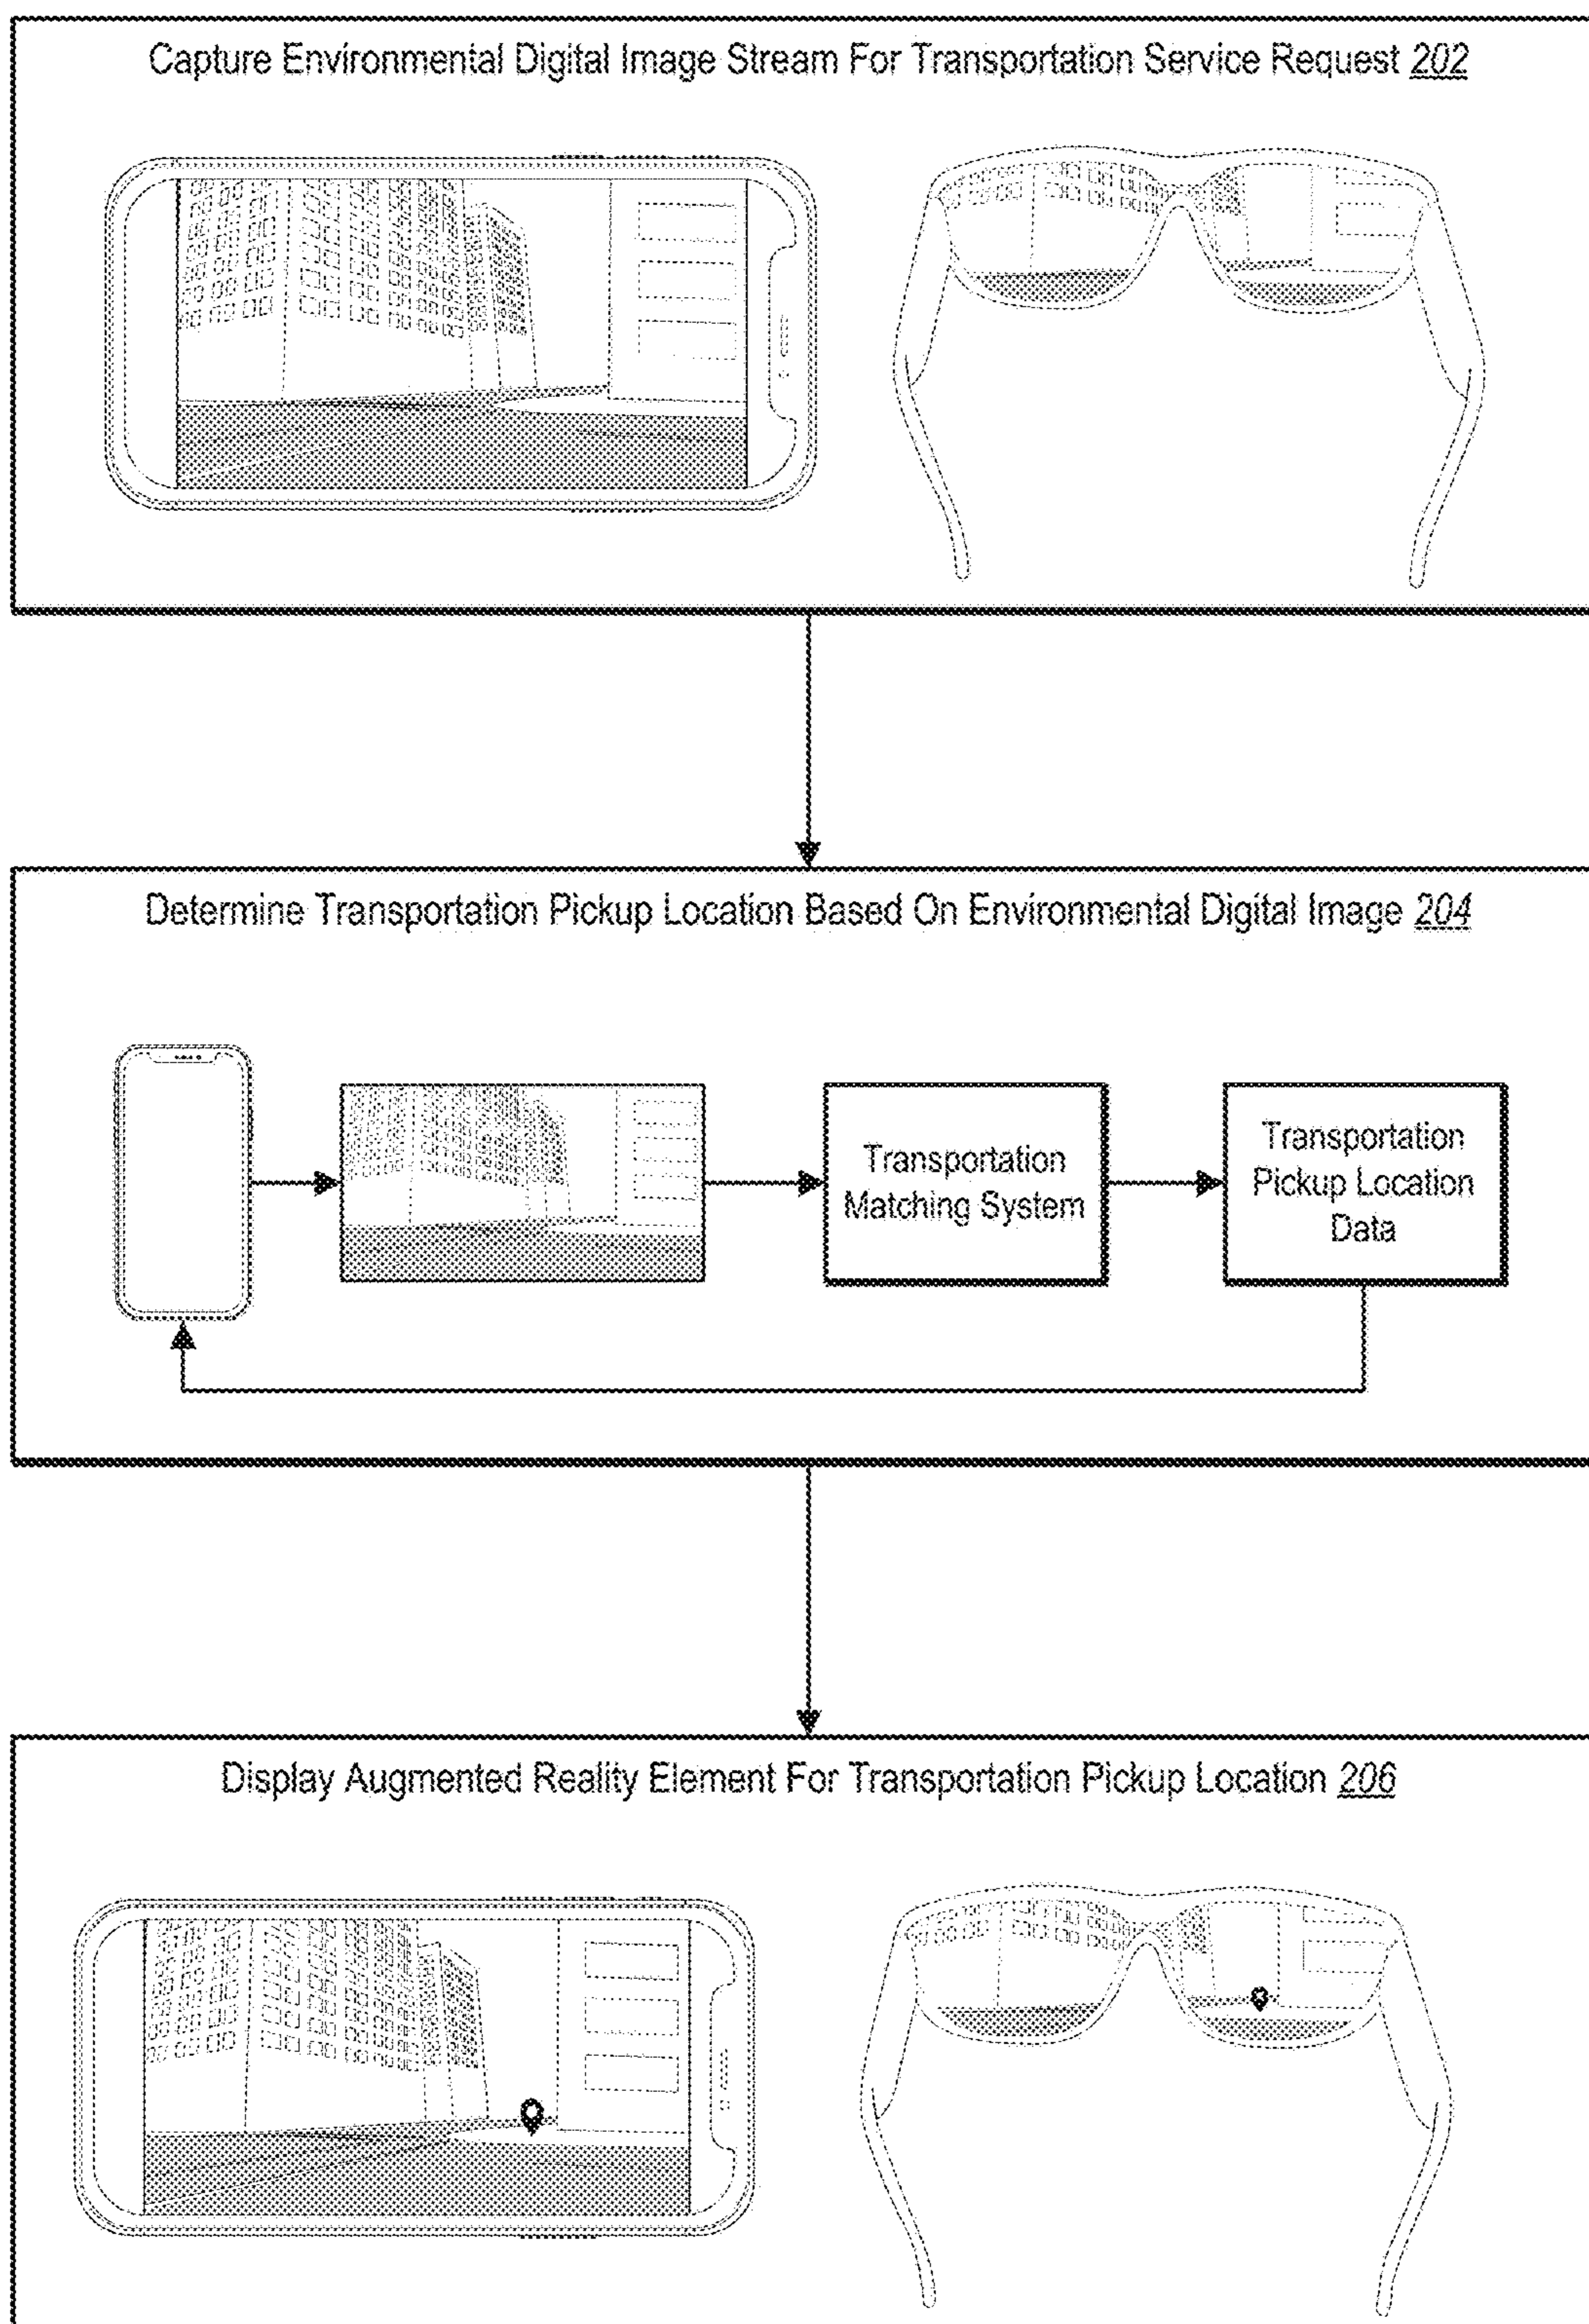 Capture Environmental Digital Image Stream For Transportation Service Request 202
Determine Transportation Pickup Location Based On Environmental Digital Image 204
Transportation
Matching System
Transportation
Pickup Location
Data
Display Augmented Reality Element For Transportation Pickup Location 206